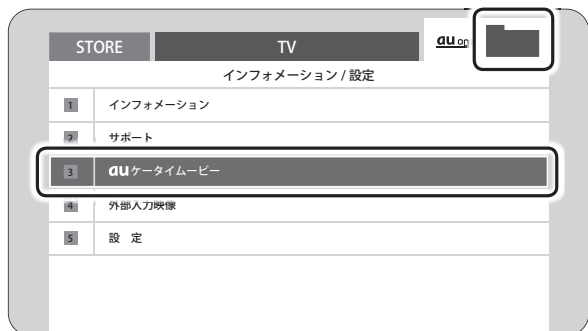 STORE TV au on
インフォメーション / 設定
1 インフォメーション
2 サポート
3 auケータイムービー
4 外部入力映像
5 設 定